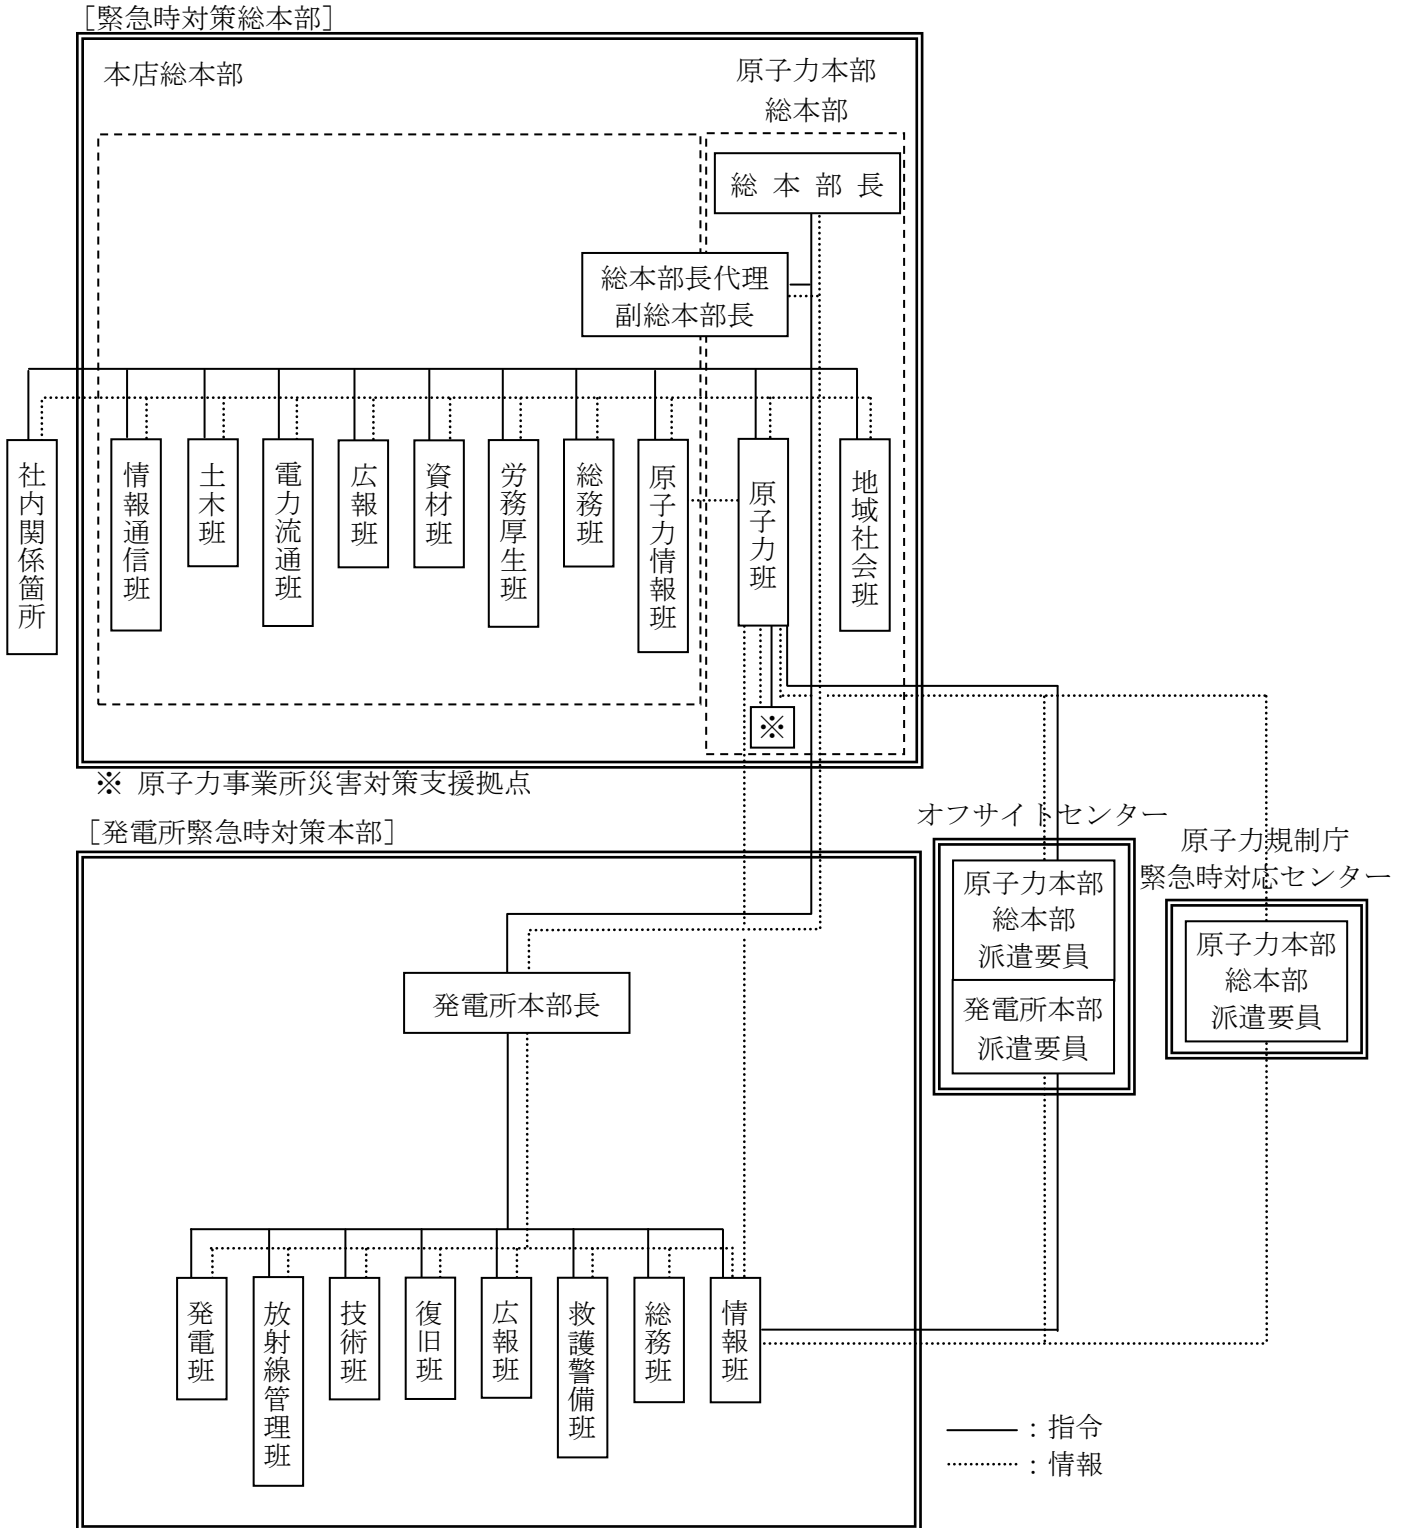 ［緊急時対策総本部］
本店総本部
原子力本部
総本部
総本部長
総本部長代理
副総本部長
社内関係箇所
情報通信班
土木班
電力流通班
広報班
資材班
労務厚生班
総務班
原子力情報班
原子力班
地域社会班
※
※ 原子力事業所災害対策支援拠点
［発電所緊急時対策本部］
オフサイトセンター
原子力規制庁
緊急時対応センター
原子力本部
総本部
派遣要員
発電所本部
派遣要員
原子力本部
総本部
派遣要員
発電所本部長
発電班
放射線管理班
技術班
復旧班
広報班
救護警備班
総務班
情報班
：指令
：情報